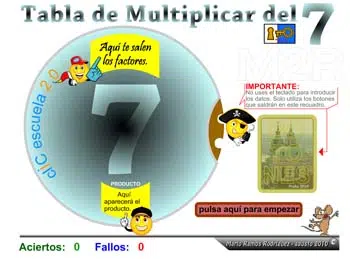 Tabla de Multiplicar del 7
Aquí te salen
los factores.
IMPORTANTE:
No uses el teclado para introducir
los datos. Solo utiliza los botones
que saldrán en este recuadro.
cliC escuela 2.0
7
PRODUCTO
Aquí
aparecerá el
producto.
pulsa aquí para empezar
Aciertos: 0 Fallos: 0
Mario Ramos Rodríguez - agosto 2010 ©